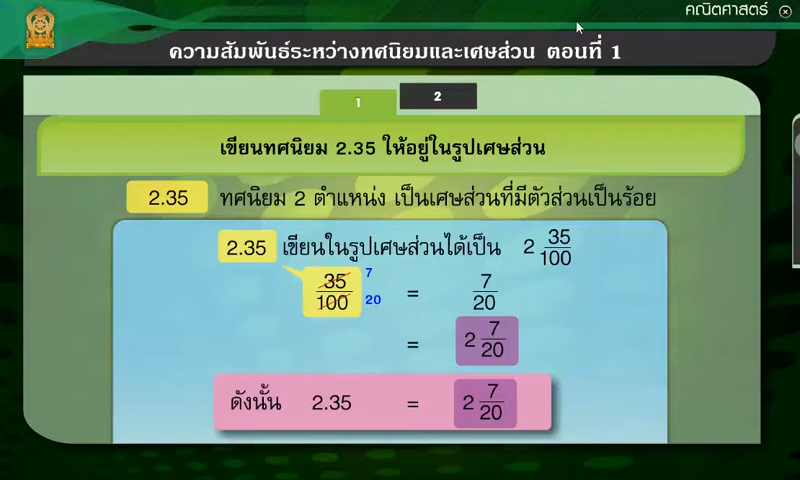 คณิตศาสตร์
ความสัมพันธ์ระหว่างทศนิยมและเศษส่วน ตอนที่ 1
1 2
เขียนทศนิยม 2.35 ให้อยู่ในรูปเศษส่วน
2.35 ทศนิยม 2 ตำแหน่ง เป็นเศษส่วนที่มีตัวส่วนเป็นร้อย
2.35 เขียนในรูปเศษส่วนได้เป็น 2 35/100
35/100 7 20 = 7/20
= 2 7/20
ดังนั้น 2.35 = 2 7/20